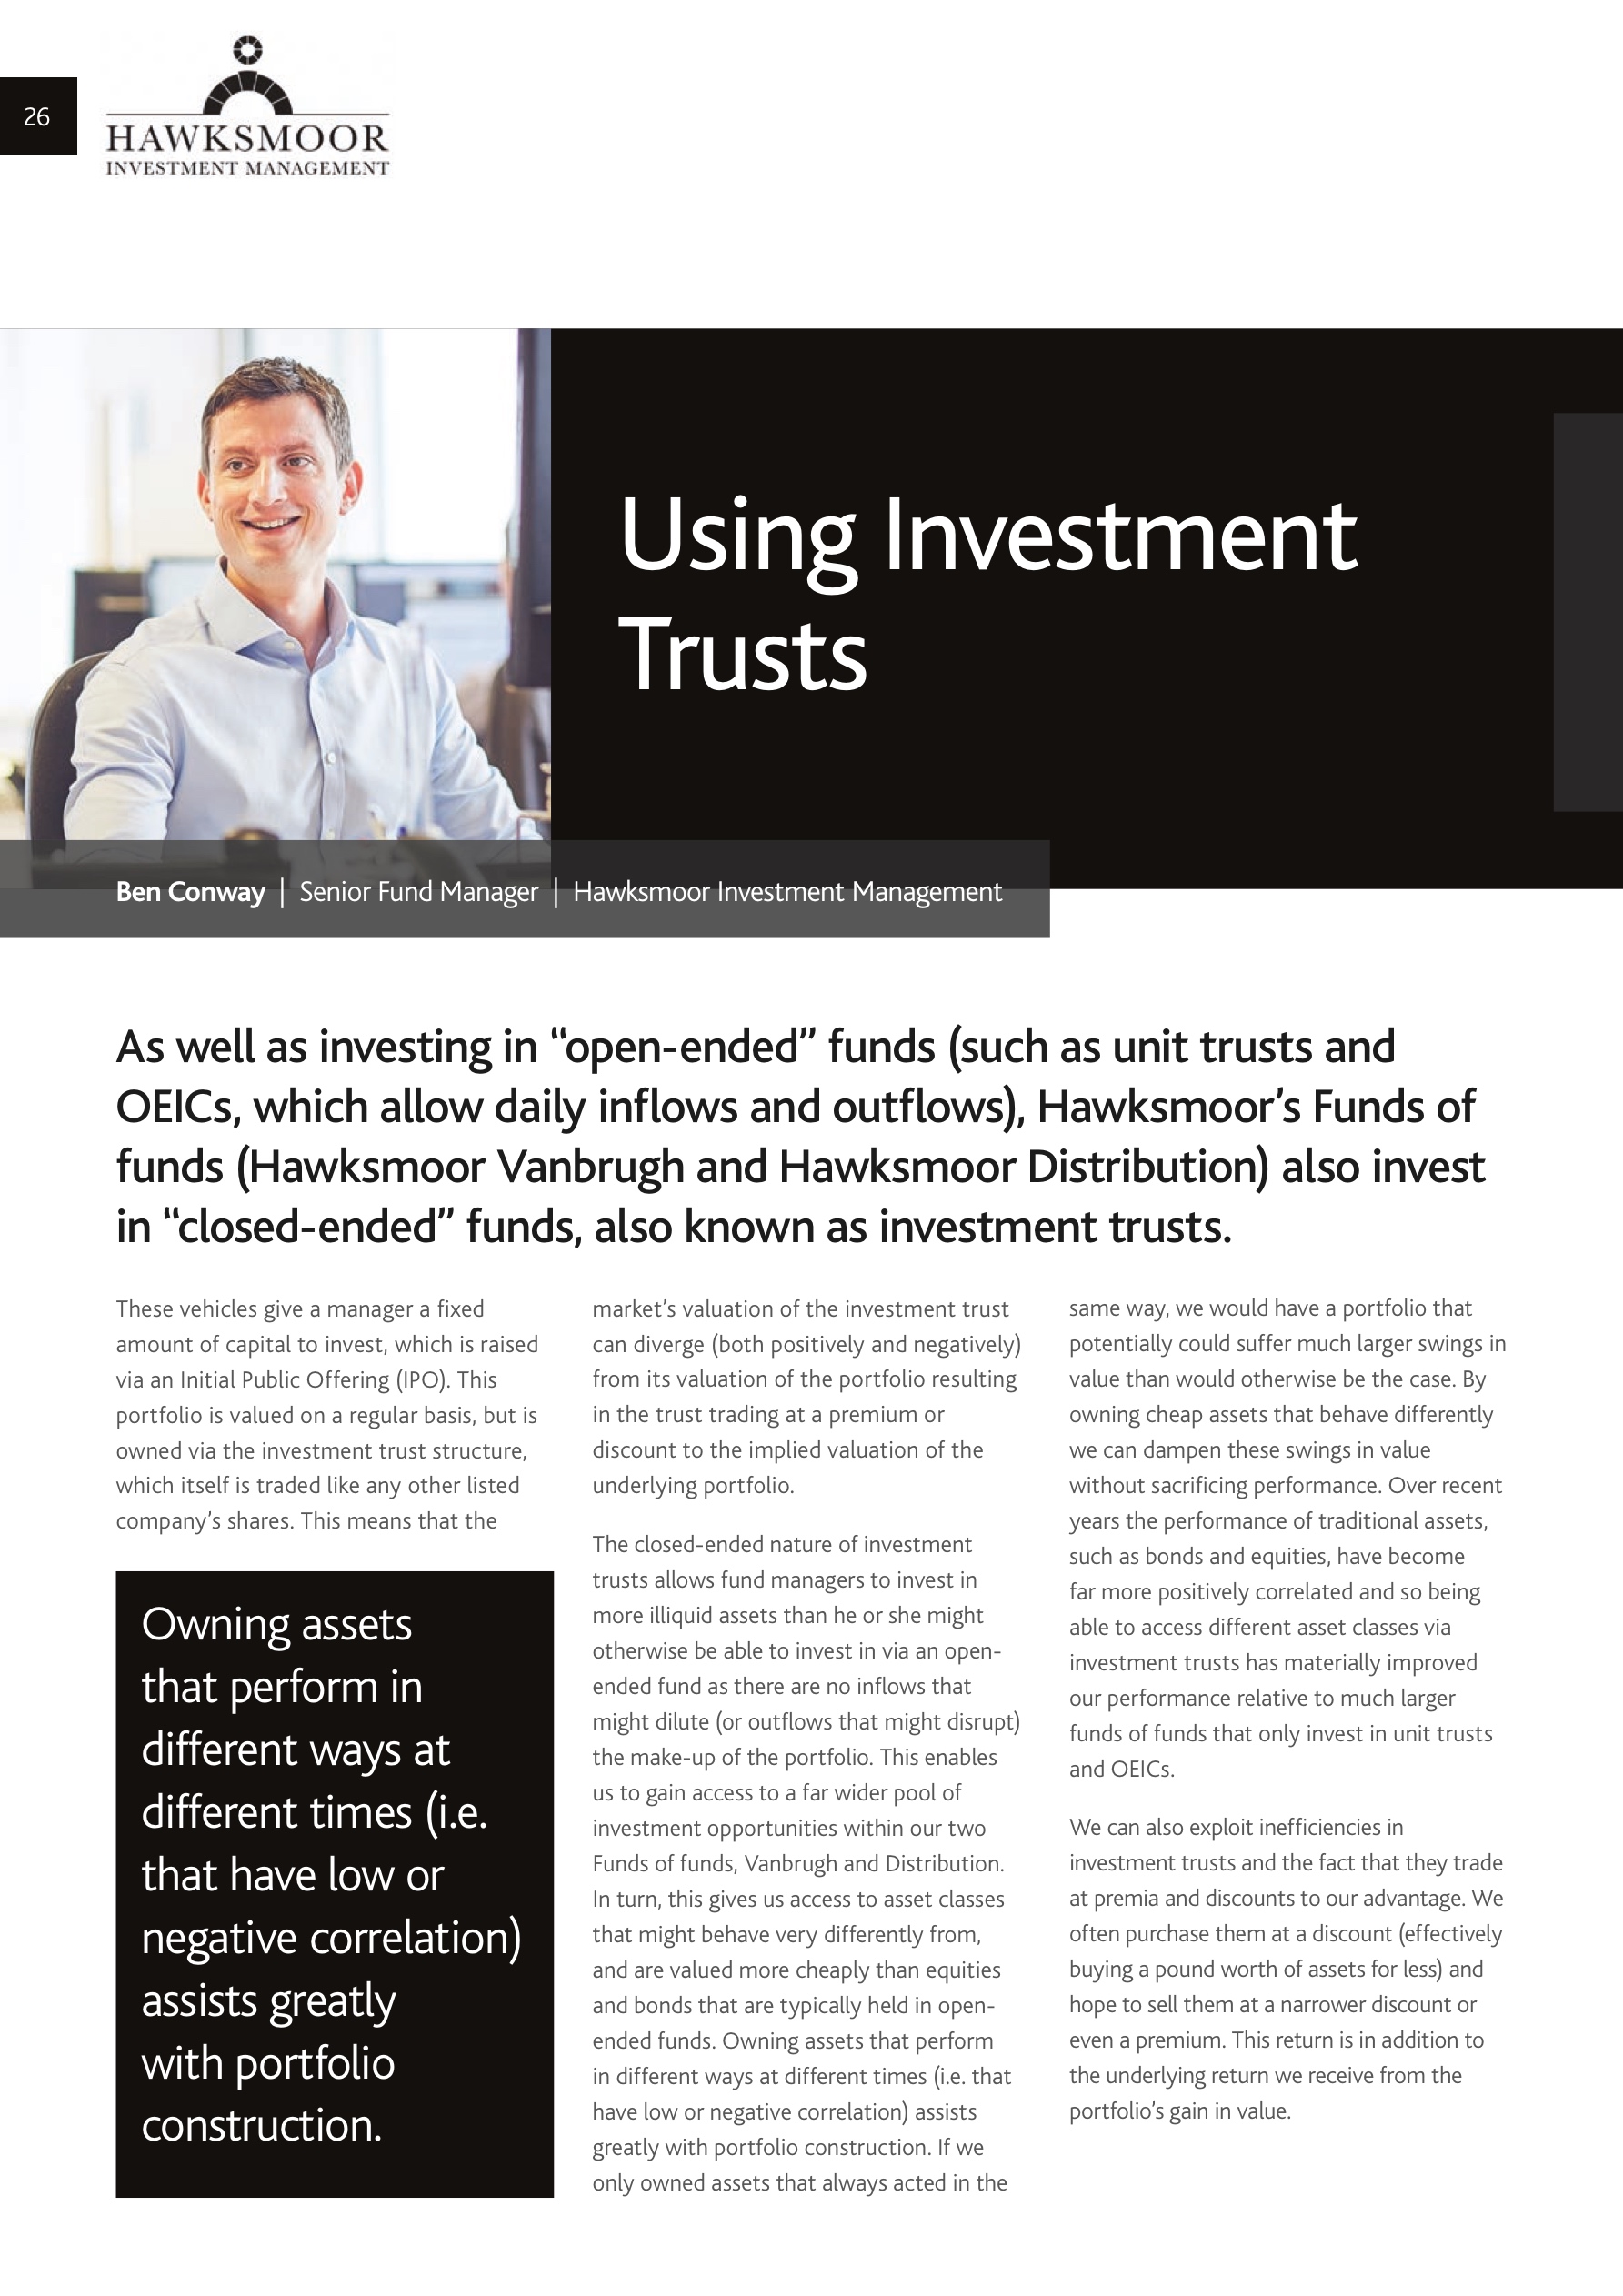 26
HAWKSMOOR
INVESTMENT MANAGEMENT
Using Investment
Trusts
Ben Conway | Senior Fund Manager | Hawksmoor Investment Management
As well as investing in “open-ended” funds (such as unit trusts and
OEICs, which allow daily inflows and outflows), Hawksmoor’s Funds of
funds (Hawksmoor Vanbrugh and Hawksmoor Distribution) also invest
in “closed-ended” funds, also known as investment trusts.
These vehicles give a manager a fixed
amount of capital to invest, which is raised
via an Initial Public Offering (IPO). This
portfolio is valued on a regular basis, but is
owned via the investment trust structure,
which itself is traded like any other listed
company’s shares. This means that the
Owning assets
that perform in
different ways at
different times (i.e.
that have low or
negative correlation)
assists greatly
with portfolio
construction.
market’s valuation of the investment trust
can diverge (both positively and negatively)
from its valuation of the portfolio resulting
in the trust trading at a premium or
discount to the implied valuation of the
underlying portfolio.
The closed-ended nature of investment
trusts allows fund managers to invest in
more illiquid assets than he or she might
otherwise be able to invest in via an open-
ended fund as there are no inflows that
might dilute (or outflows that might disrupt)
the make-up of the portfolio. This enables
us to gain access to a far wider pool of
investment opportunities within our two
Funds of funds, Vanbrugh and Distribution.
In turn, this gives us access to asset classes
that might behave very differently from,
and are valued more cheaply than equities
and bonds that are typically held in open-
ended funds. Owning assets that perform
in different ways at different times (i.e. that
have low or negative correlation) assists
greatly with portfolio construction. If we
only owned assets that always acted in the
same way, we would have a portfolio that
potentially could suffer much larger swings in
value than would otherwise be the case. By
owning cheap assets that behave differently
we can dampen these swings in value
without sacrificing performance. Over recent
years the performance of traditional assets,
such as bonds and equities, have become
far more positively correlated and so being
able to access different asset classes via
investment trusts has materially improved
our performance relative to much larger
funds of funds that only invest in unit trusts
and OEICs.
We can also exploit inefficiencies in
investment trusts and the fact that they trade
at premia and discounts to our advantage. We
often purchase them at a discount (effectively
buying a pound worth of assets for less) and
hope to sell them at a narrower discount or
even a premium. This return is in addition to
the underlying return we receive from the
portfolio’s gain in value.